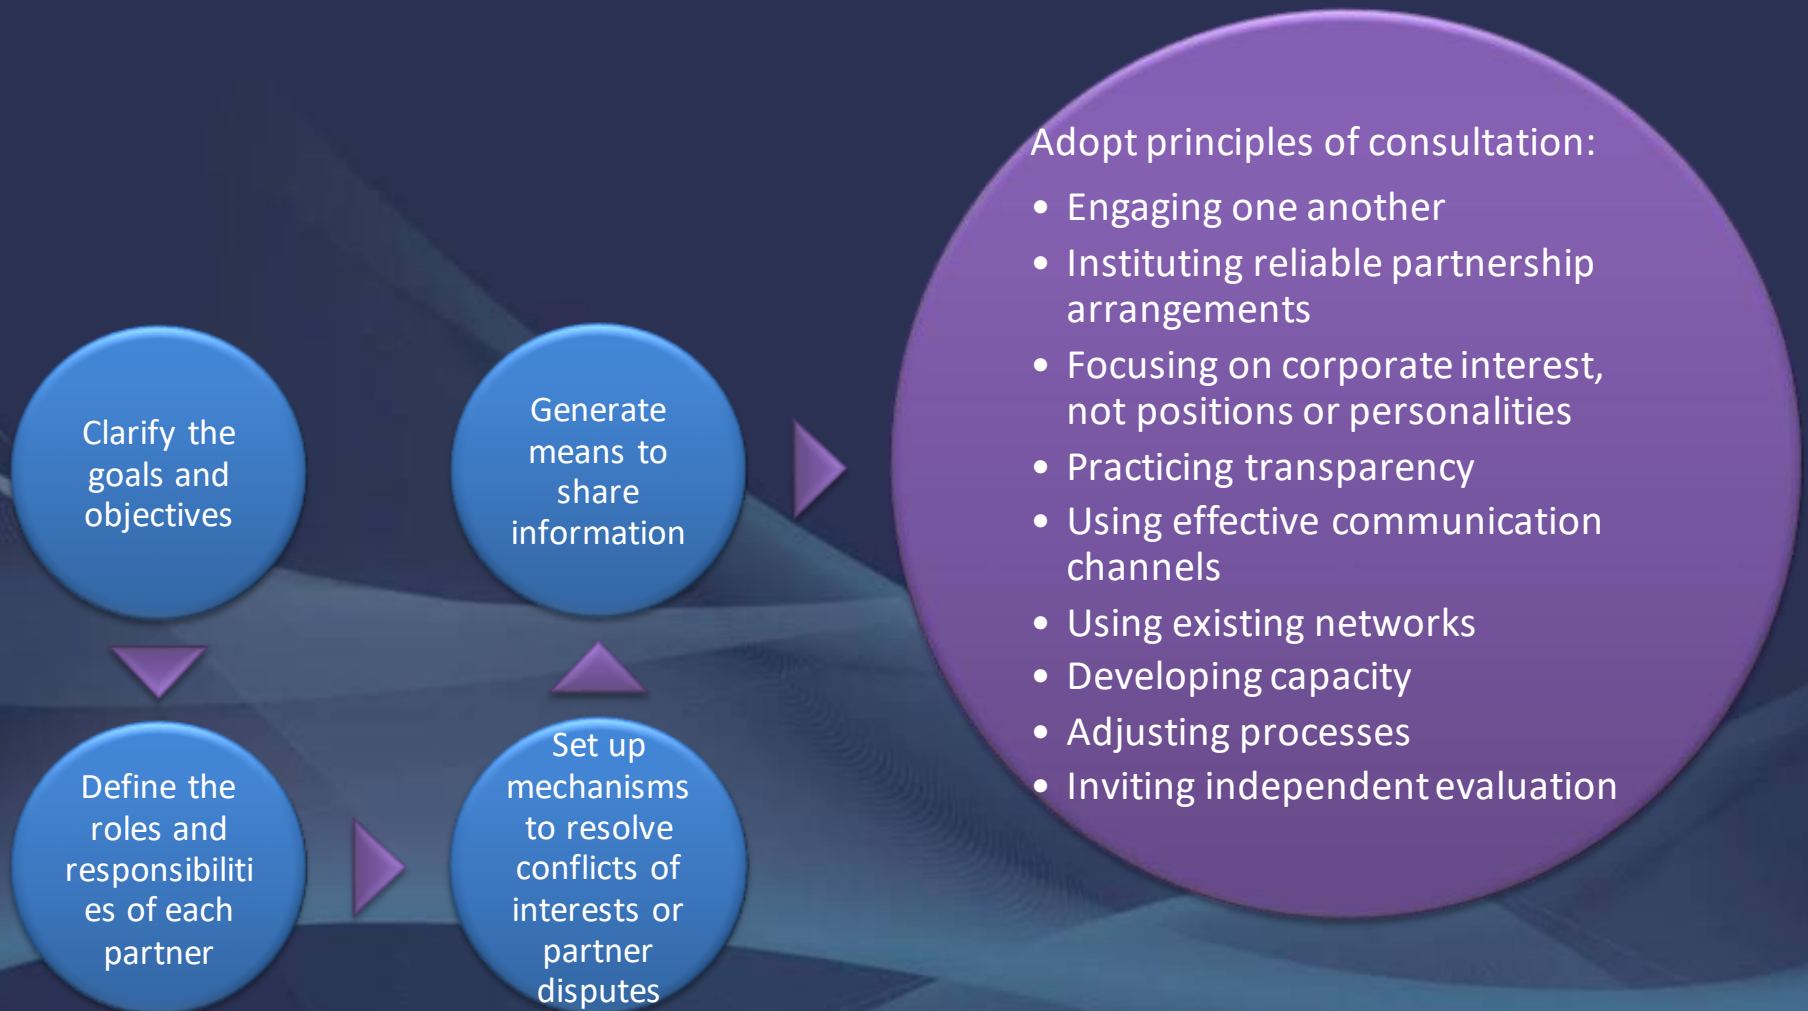 Clarify the
goals and
objectives
Define the
roles and
responsibiliti
es of each
partner
Set up
mechanisms
to resolve
conflicts of
interests or
partner
disputes
Generate
means to
share
information
Adopt principles of consultation:
• Engaging one another
• Instituting reliable partnership
arrangements
• Focusing on corporate interest,
not positions or personalities
• Practicing transparency
• Using effective communication
channels
• Using existing networks
• Developing capacity
• Adjusting processes
• Inviting independent evaluation